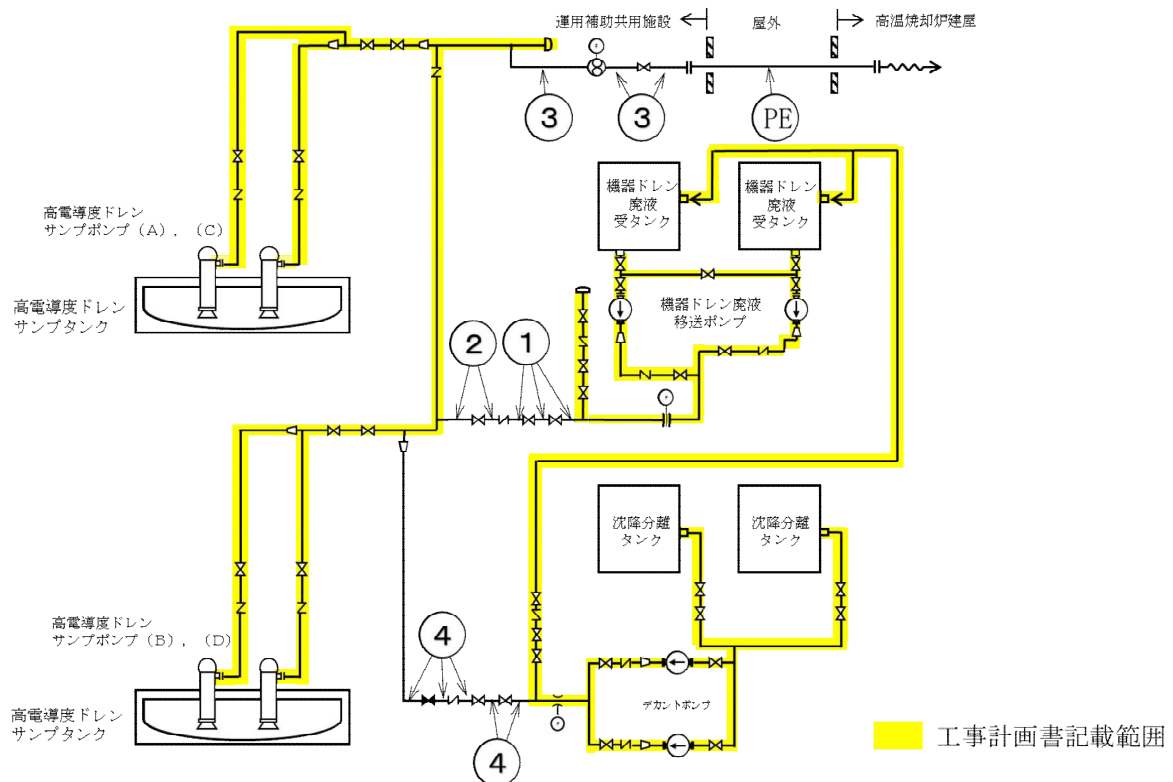 運用補助共用施設
屋外
高温焼却炉建屋
3
3
PE
高電導度ドレン
サンプポンプ（A），（C）
高電導度ドレン
サンプタンク
機器ドレン
廃液
受タンク
機器ドレン
廃液
受タンク
機器ドレン廃液
移送ポンプ
2
1
沈降分離
タンク
沈降分離
タンク
高電導度ドレン
サンプポンプ（B），（D）
4
高電導度ドレン
サンプタンク
デカントポンプ
4
工事計画書記載範囲